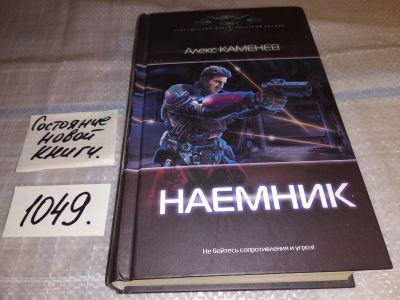 Алекс КАМЕНЕВ
НАЕМНИК
Не бойтесь сопротивления и угроз!
Состояние
новой
книги.
1049.